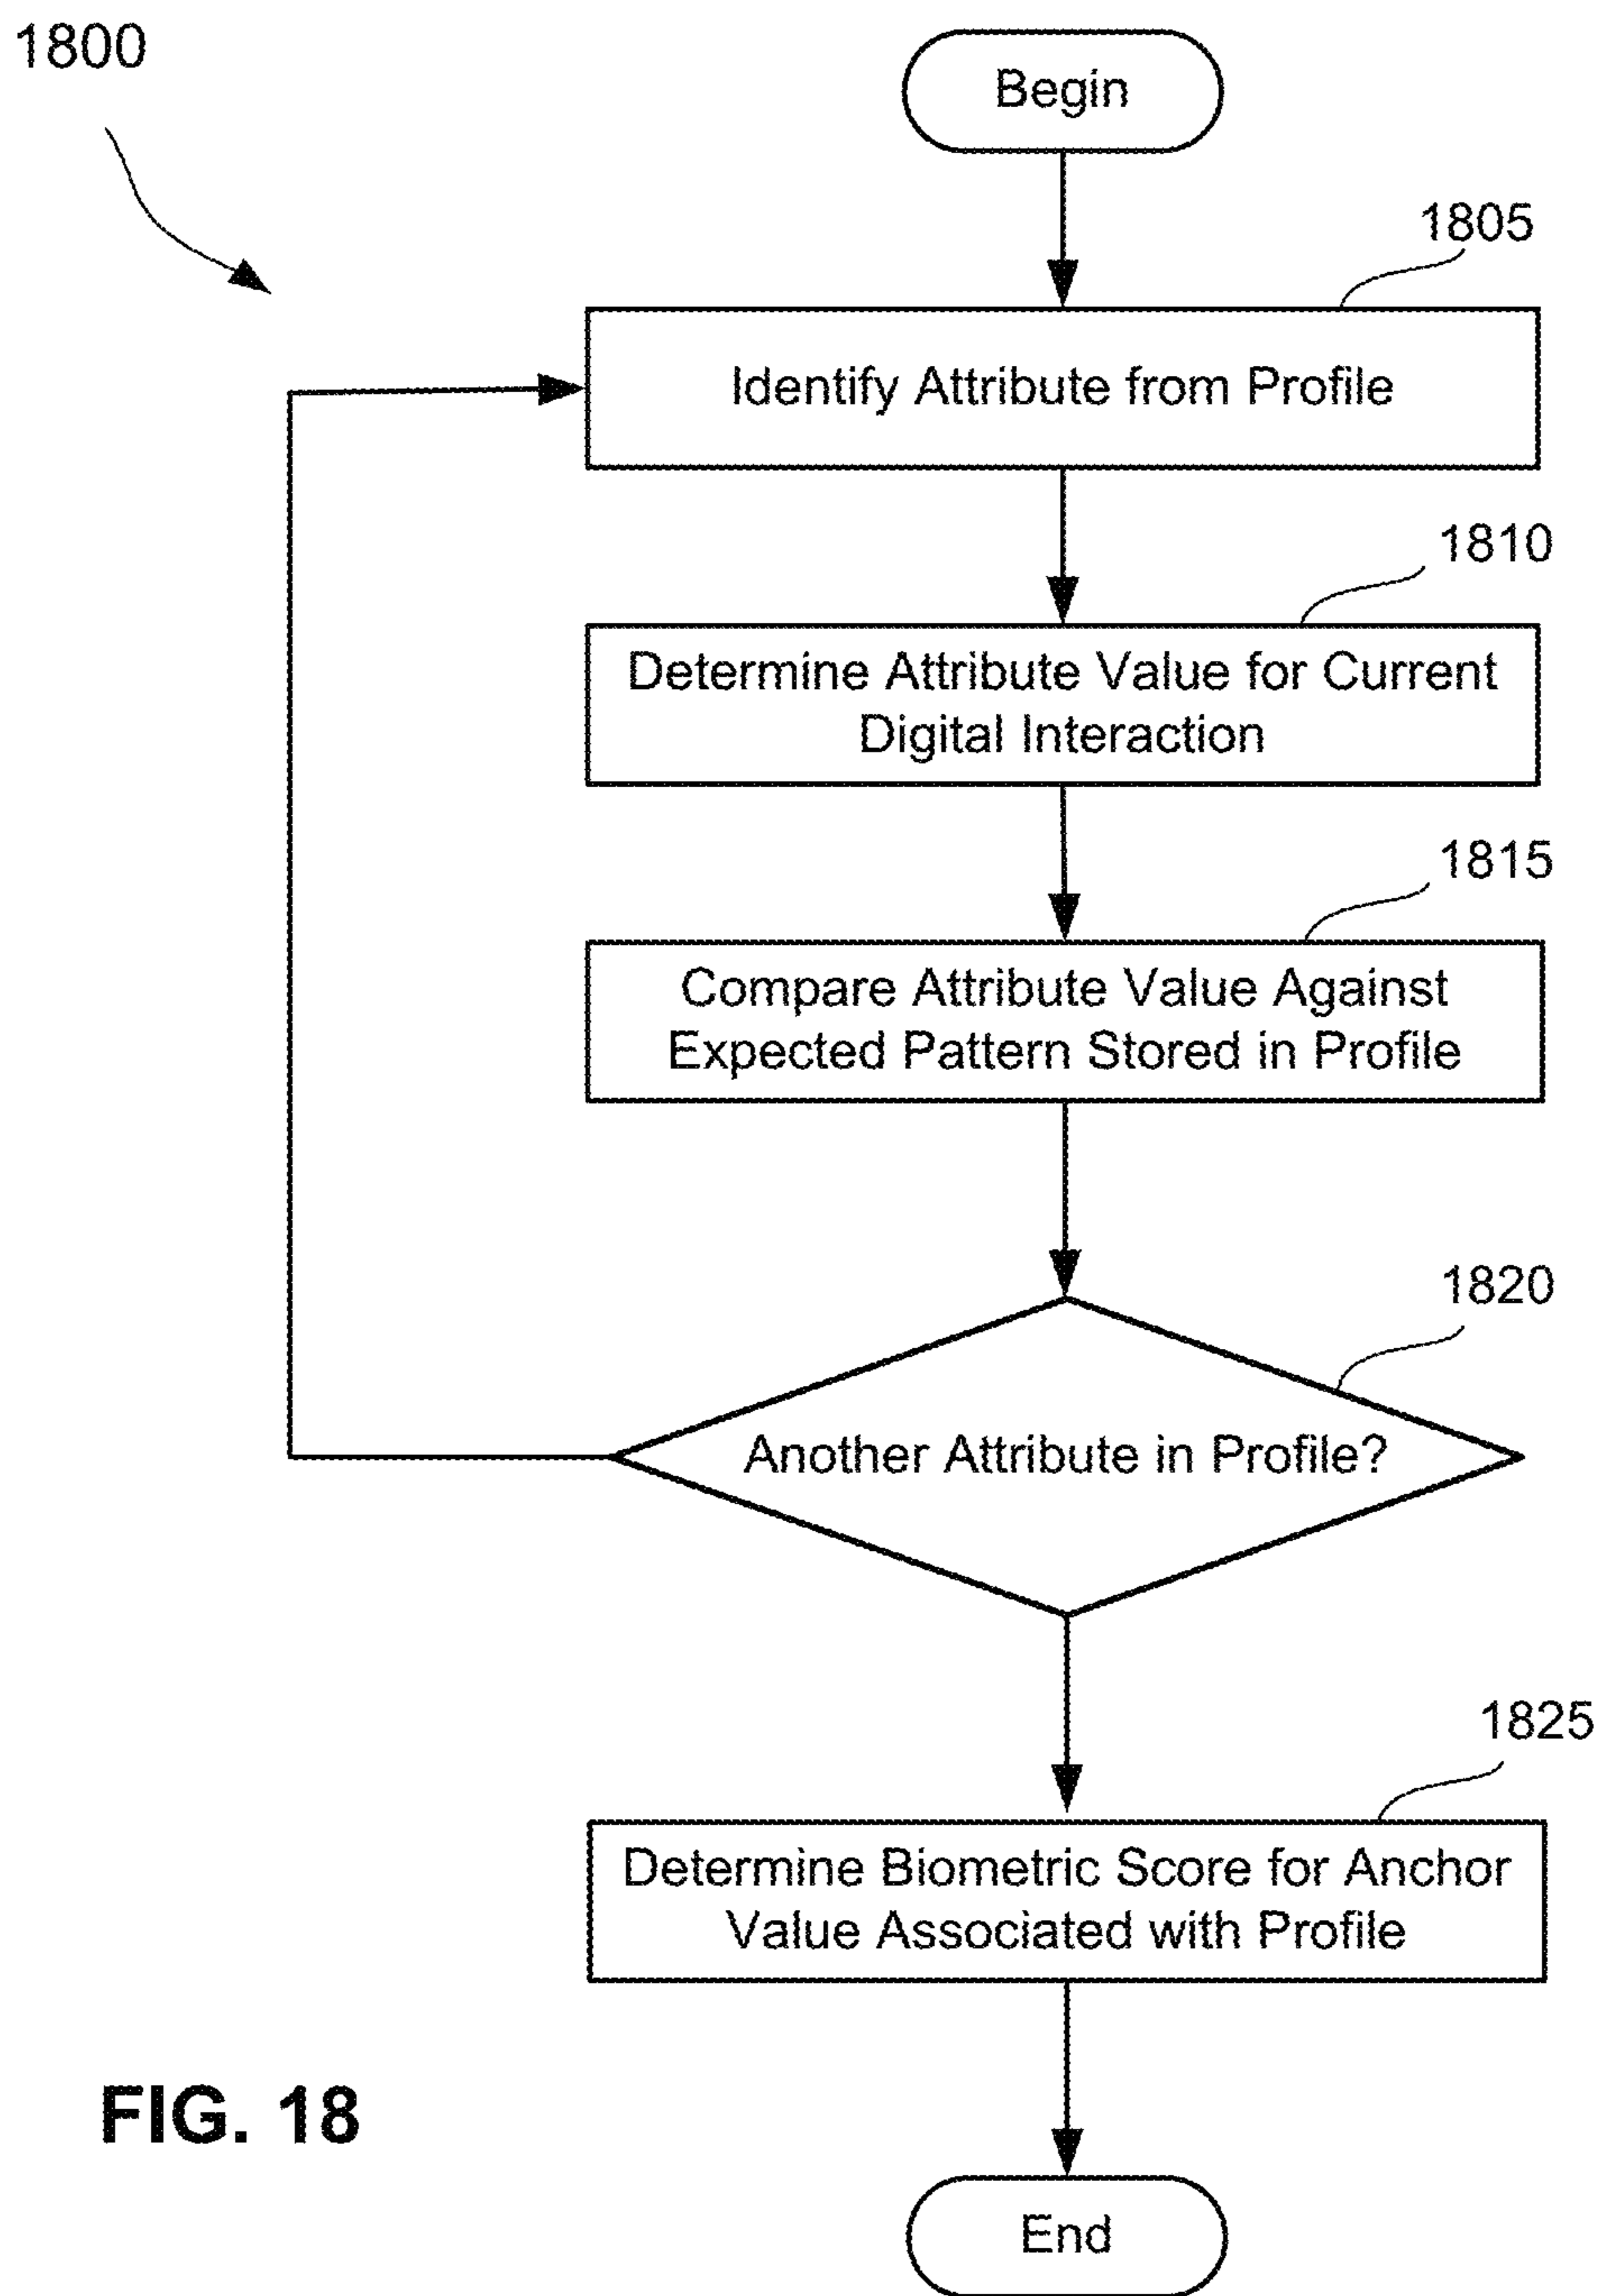 1800
Begin
1805
Identify Attribute from Profile
1810
Determine Attribute Value for Current
Digital Interaction
1815
Compare Attribute Value Against
Expected Pattern Stored in Profile
1820
Another Attribute in Profile?
1825
Determine Biometric Score for Anchor
Value Associated with Profile
FIG. 18
End